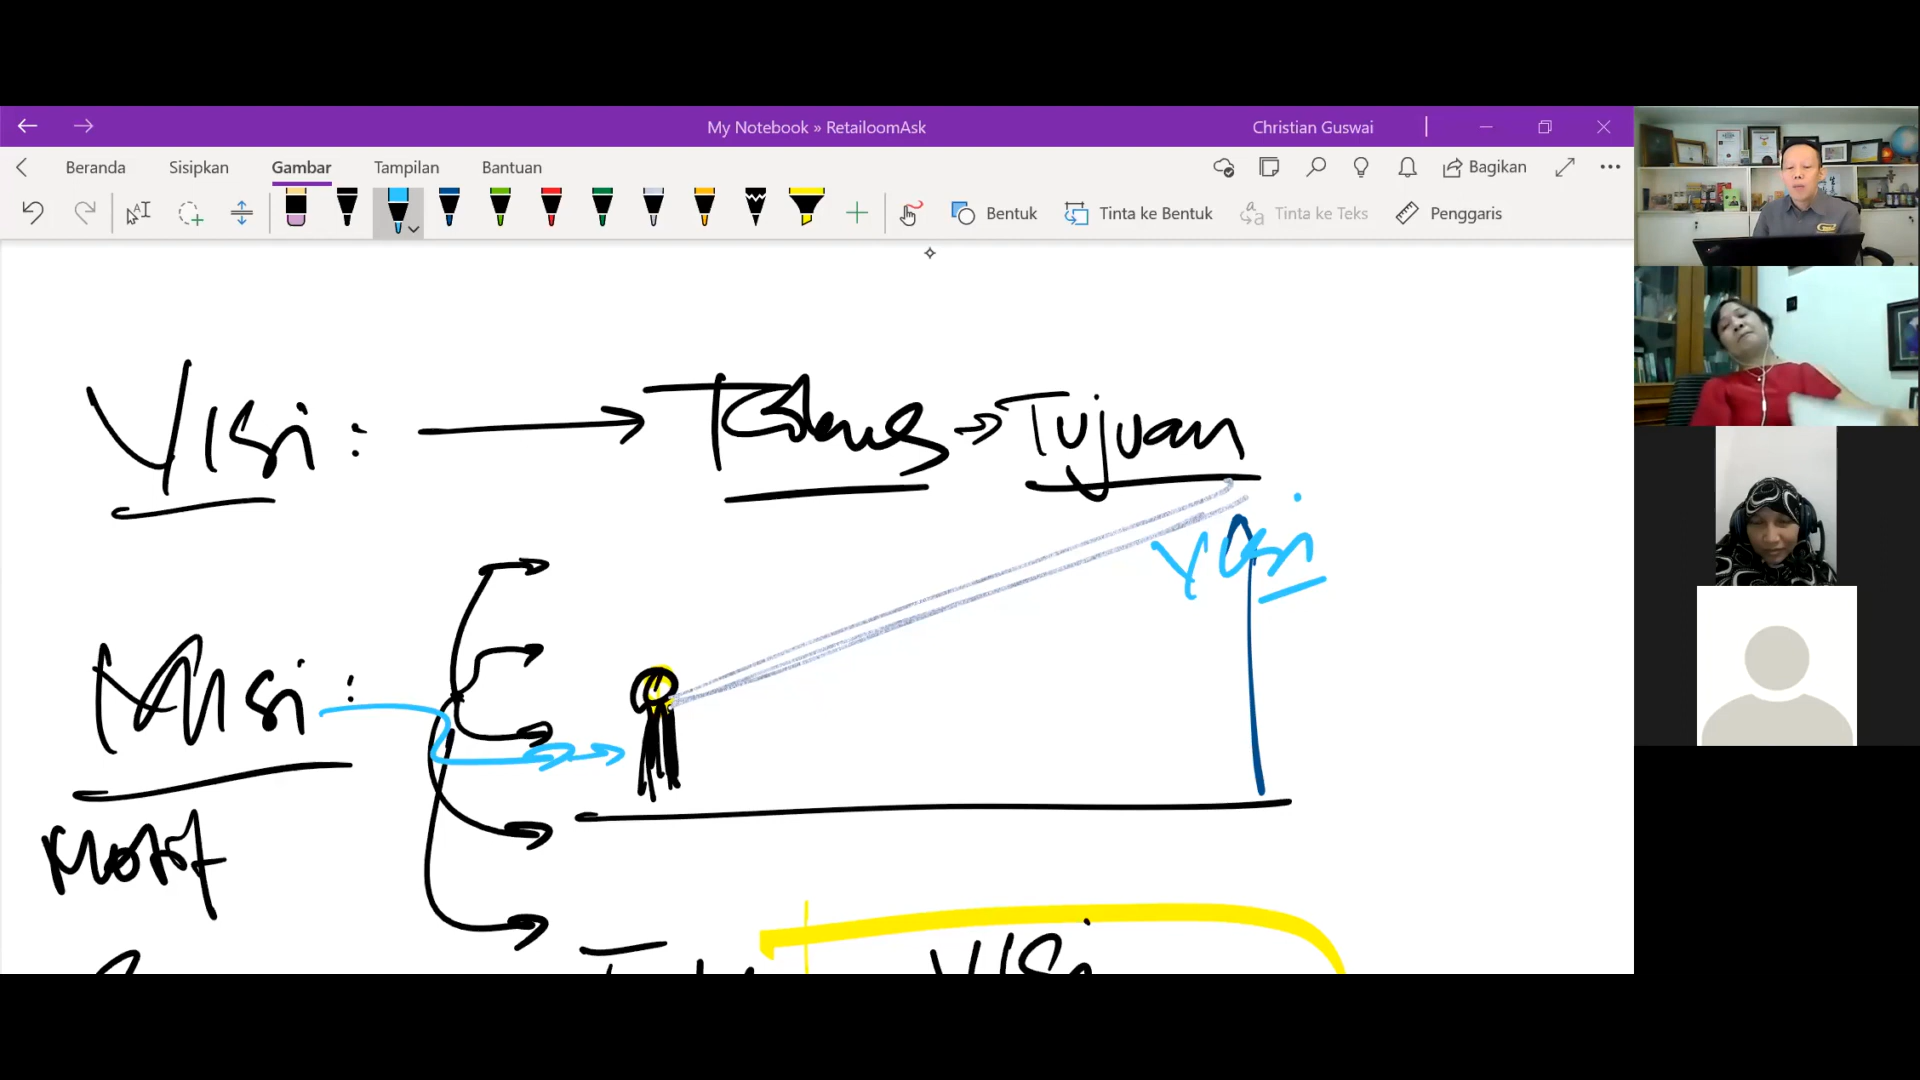 My Notebook » RetailoomAsk
Christian Guswai
Beranda Sisipkan Gambar Tampilan Bantuan
Bagikan
Bentuk Tinta ke Bentuk Tinta ke Teks Penggaris
Visi : Tujuan
Visi
Misi :
Motif
Visi